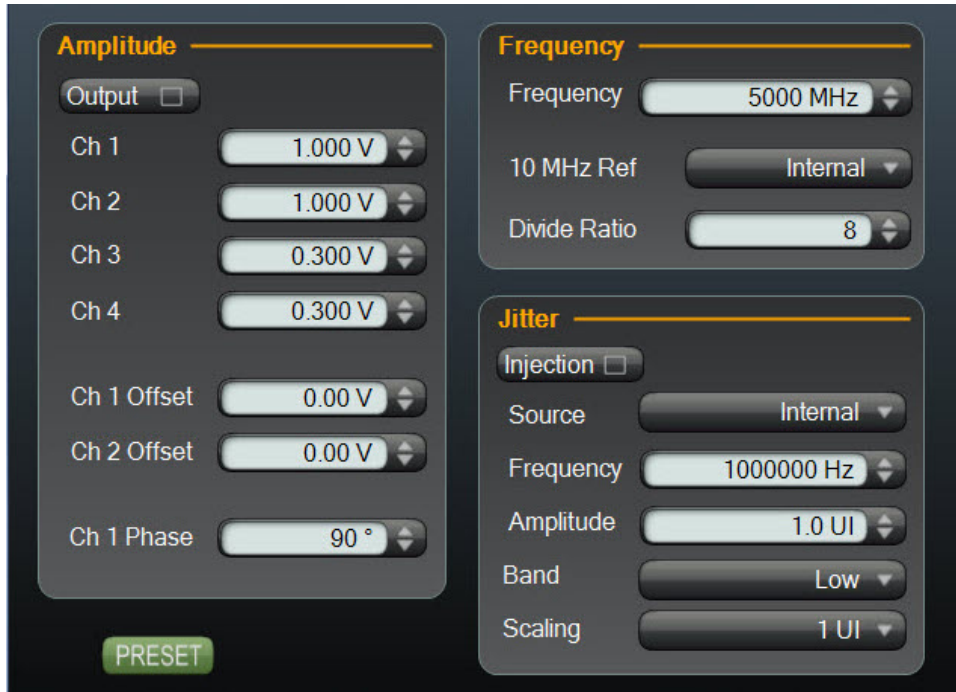 Amplitude
Output
Ch 1 1.000 V
Ch 2 1.000 V
Ch 3 0.300 V
Ch 4 0.300 V
Ch 1 Offset 0.00 V
Ch 2 Offset 0.00 V
Ch 1 Phase 90 °
PRESET
Frequency
Frequency 5000 MHz
10 MHz Ref Internal
Divide Ratio 8
Jitter
Injection
Source Internal
Frequency 1000000 Hz
Amplitude 1.0 UI
Band Low
Scaling 1 UI